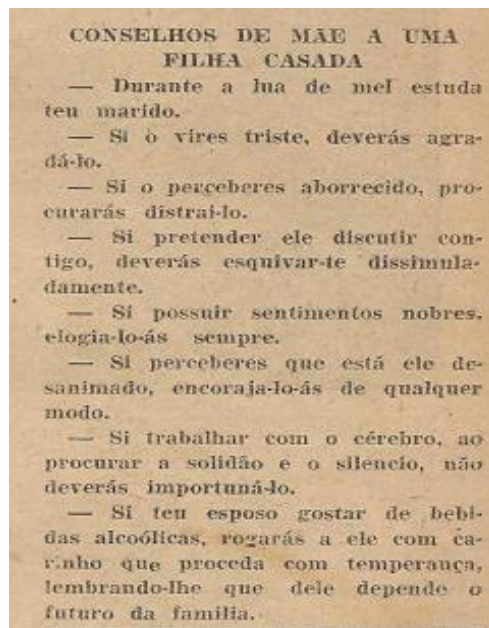 CONSELHOS DE MÃE A UMA
FILHA CASADA
— Durante a lua de mel estuda
teu marido.
— Si o vires triste, deverás agra-
dá-lo.
— Si o perceberes aborrecido, pro-
curarás distrai-lo.
— Si pretender ele discutir con-
tigo, deverás esquivar-te dissimula-
damente.
— Si possuir sentimentos nobres,
elogia-lo-ás sempre.
— Si perceberes que está ele de-
sanimado, encoraja-lo-ás de qualquer
modo.
— Si trabalhar com o cérebro, ao
procurar a solidão e o silencio, não
deverás importuná-lo.
— Si teu esposo gostar de bebi-
das alcoólicas, rogarás a ele com ca-
rinho que proceda com temperança,
lembrando-lhe que dele depende o
futuro da familia.